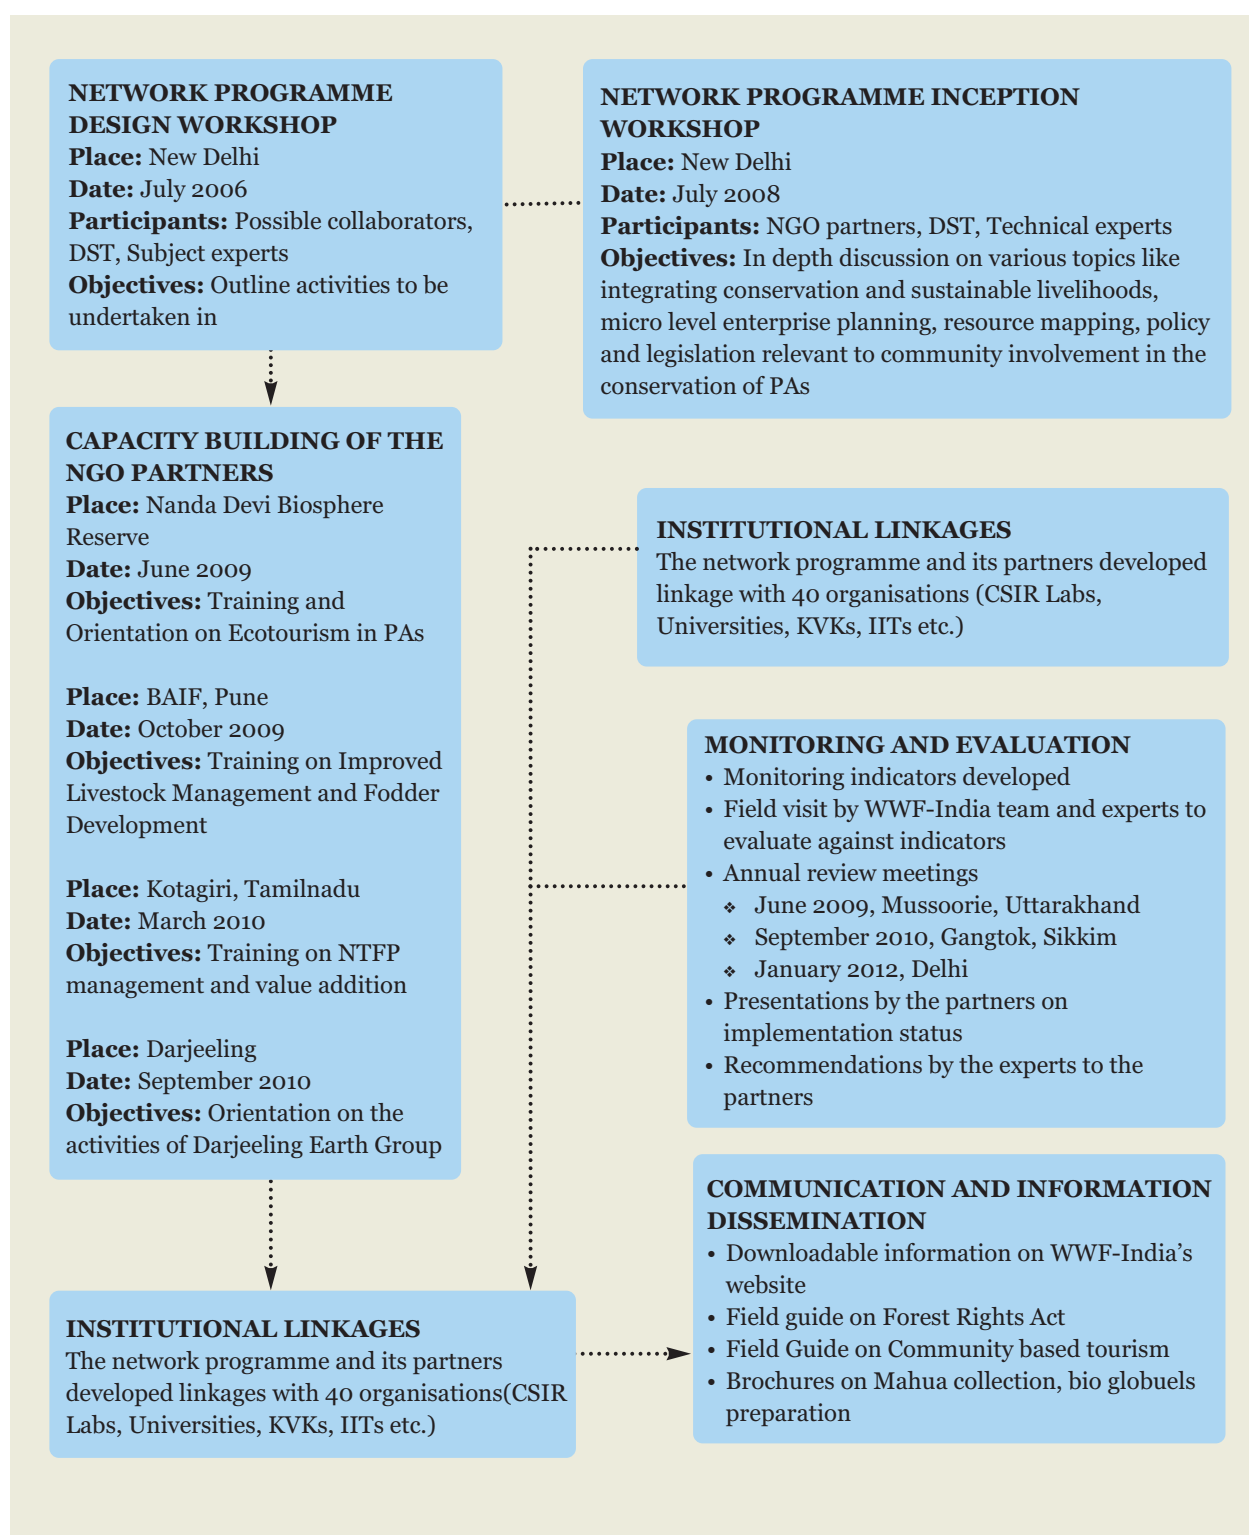 NETWORK PROGRAMME
DESIGN WORKSHOP
Place: New Delhi
Date: July 2006
Participants: Possible collaborators,
DST, Subject experts
Objectives: Outline activities to be
undertaken in
NETWORK PROGRAMME INCEPTION
WORKSHOP
Place: New Delhi
Date: July 2008
Participants: NGO partners, DST, Technical experts
Objectives: In depth discussion on various topics like
integrating conservation and sustainable livelihoods,
micro level enterprise planning, resource mapping, policy
and legislation relevant to community involvement in the
conservation of PAs
CAPACITY BUILDING OF THE
NGO PARTNERS
Place: Nanda Devi Biosphere
Reserve
Date: June 2009
Objectives: Training and
Orientation on Ecotourism in PAs
Place: BAIF, Pune
Date: October 2009
Objectives: Training on Improved
Livestock Management and Fodder
Development
Place: Kotagiri, Tamilnadu
Date: March 2010
Objectives: Training on NTFP
management and value addition
Place: Darjeeling
Date: September 2010
Objectives: Orientation on the
activities of Darjeeling Earth Group
INSTITUTIONAL LINKAGES
The network programme and its partners developed
linkage with 40 organisations (CSIR Labs,
Universities, KVKs, IITs etc.)
MONITORING AND EVALUATION
• Monitoring indicators developed
• Field visit by WWF-India team and experts to
evaluate against indicators
• Annual review meetings
❖ June 2009, Mussoorie, Uttarakhand
❖ September 2010, Gangtok, Sikkim
❖ January 2012, Delhi
• Presentations by the partners on
implementation status
• Recommendations by the experts to the
partners
INSTITUTIONAL LINKAGES
The network programme and its partners
developed linkages with 40 organisations(CSIR
Labs, Universities, KVKs, IITs etc.)
COMMUNICATION AND INFORMATION
DISSEMINATION
• Downloadable information on WWF-India’s
website
• Field guide on Forest Rights Act
• Field Guide on Community based tourism
• Brochures on Mahua collection, bio globuels
preparation